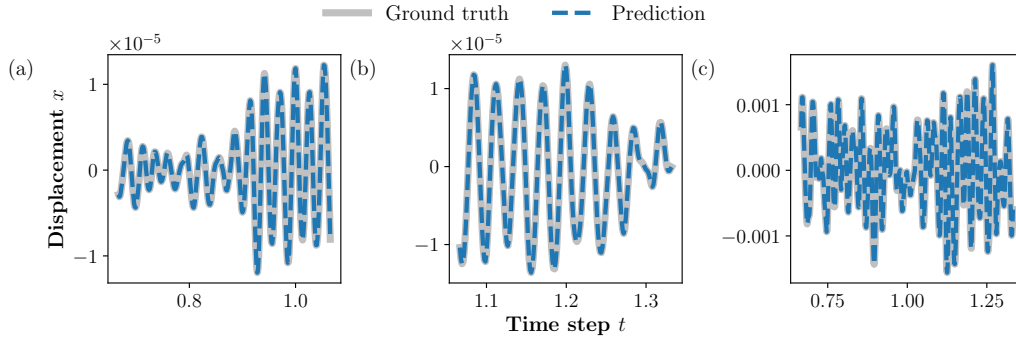 Ground truth
Prediction
(a)
×10⁻⁵
1
0
−1
0.8
1.0
Displacement x
(b)
×10⁻⁵
1
0
−1
1.1
1.2
1.3
Time step t
(c)
0.001
0.000
−0.001
0.75
1.00
1.25